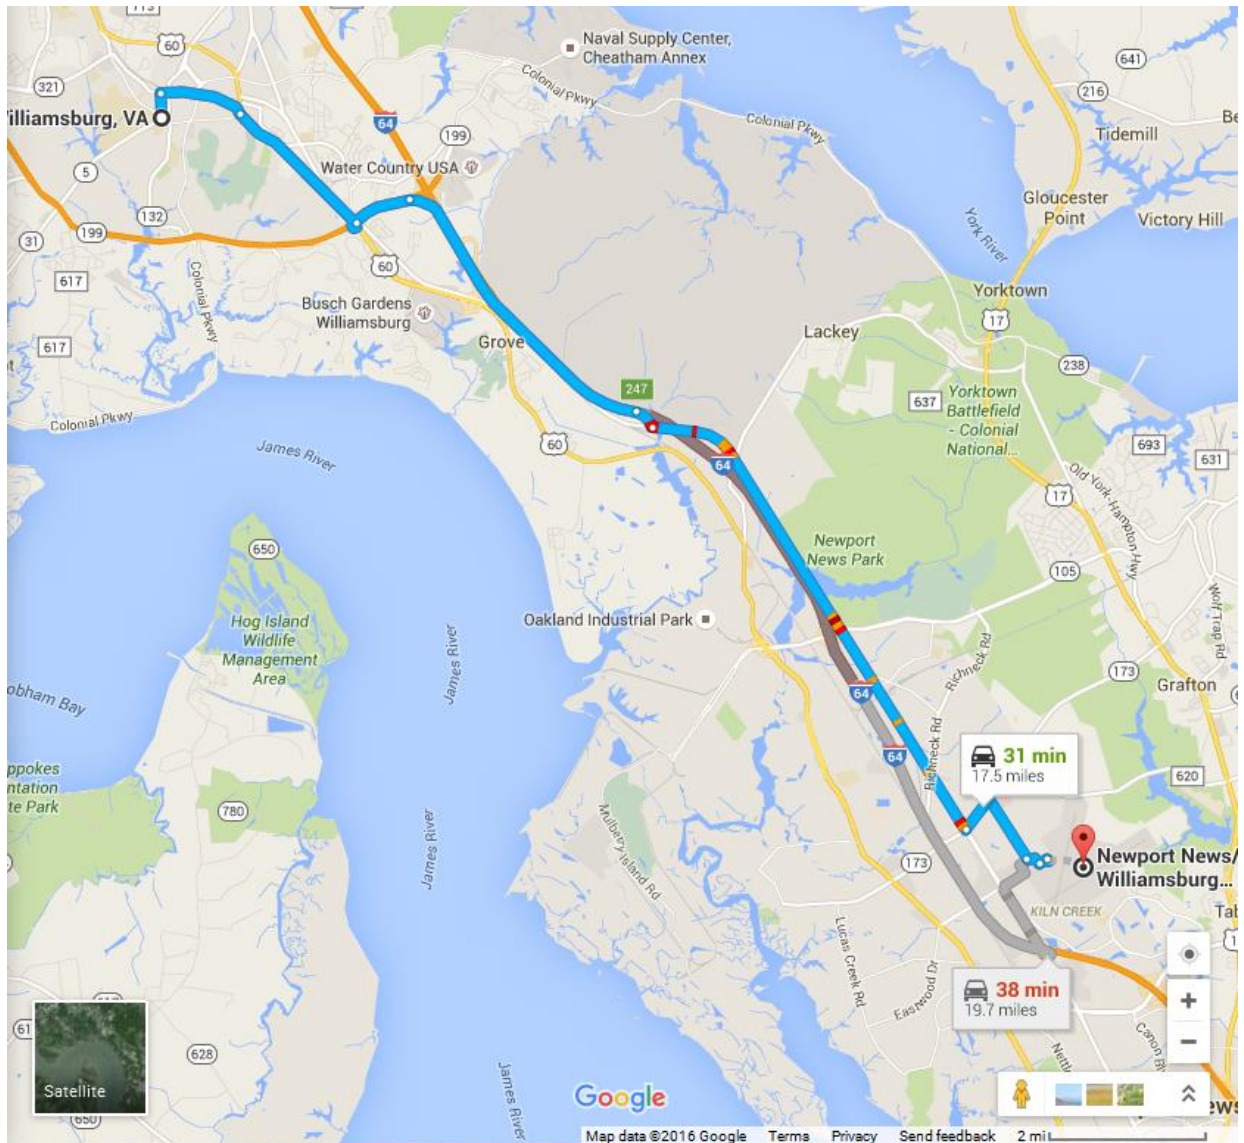 113
60
Naval Supply Center,
Cheatham Annex
641
321
Colonial Pkwy
216
illiamsburg, VA
64
Colonial Pkwy
Tidemill
Be
199
Water Country USA
5
Gloucester
Point
132
Victory Hill
199
31
York River
60
617
Colonial Pkwy
Yorktown
Busch Gardens
Williamsburg
17
Lackey
617
Grove
238
247
637
Yorktown
Battlefield
- Colonial
National...
Colonial Pkwy
60
693
631
James River
64
Old York-Hampton Hwy
17
650
Newport
News Park
105
Wolf Trap Rd
Hog Island
Wildlife
Management
Area
Oakland Industrial Park
James River
Richneck Rd
173
Grafton
obham Bay
64
Richneck Rd
64
31 min
17.5 miles
620
ppokes
ntation
te Park
780
Mulberry Island Rd
James River
173
Newport News/
Williamsburg...
KILN CREEK
Tab
Lucas Creek Rd
Eastwood Dr
1
38 min
19.7 miles
61
628
Satellite
650
James River
Nettl
Canon Bl
Google
ws
Map data ©2016 Google Terms Privacy Send feedback 2 mi